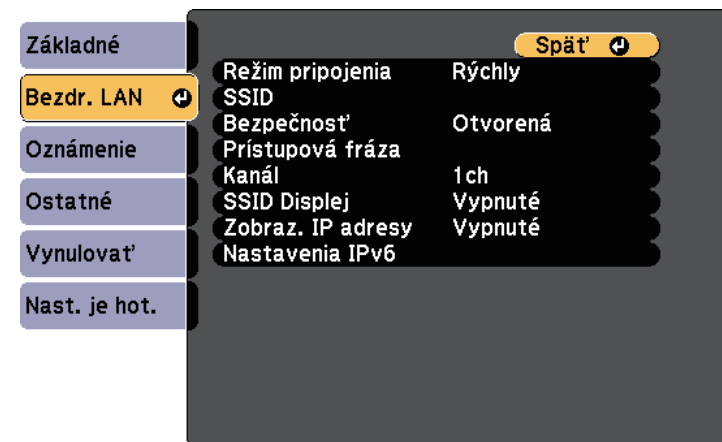 Základné
Bezdr. LAN
Oznámenie
Ostatné
Vynulovať
Nast. je hot.
Späť
Režim pripojenia Rýchly
SSID
Bezpečnosť Otvorená
Prístupová fráza
Kanál 1ch
SSID Displej Vypnuté
Zobraz. IP adresy Vypnuté
Nastavenia IPv6